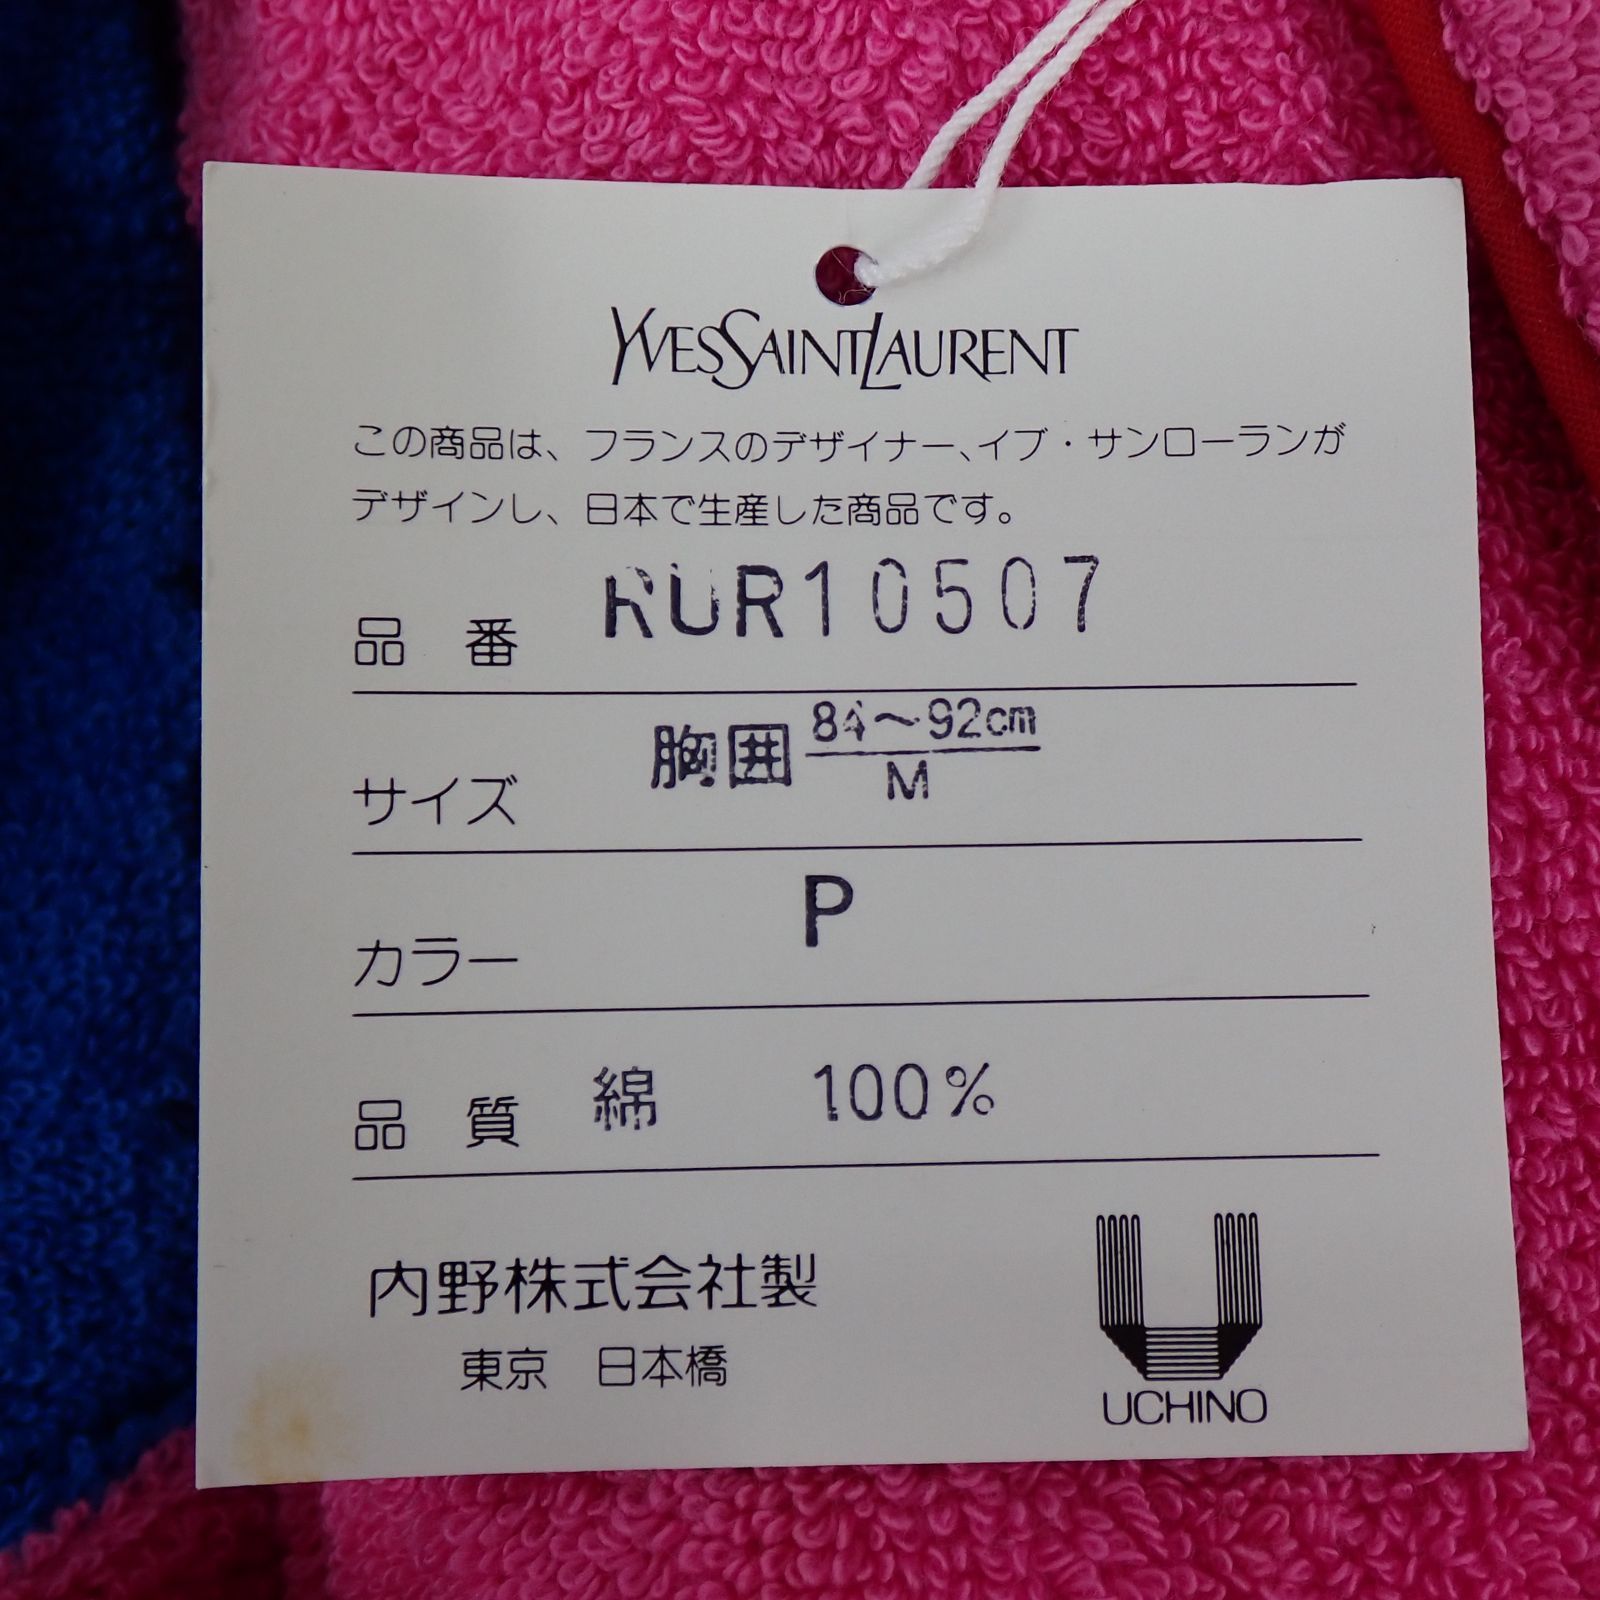 YVESSAINTLAURENT
この商品は、フランスのデザイナー、イブ・サンローランが
デザインし、日本で生産した商品です。
品番 RUR10507
サイズ 胸囲 84～92cm
M
カラー P
品質 綿 100%
内野株式会社製
東京 日本橋
UCHINO